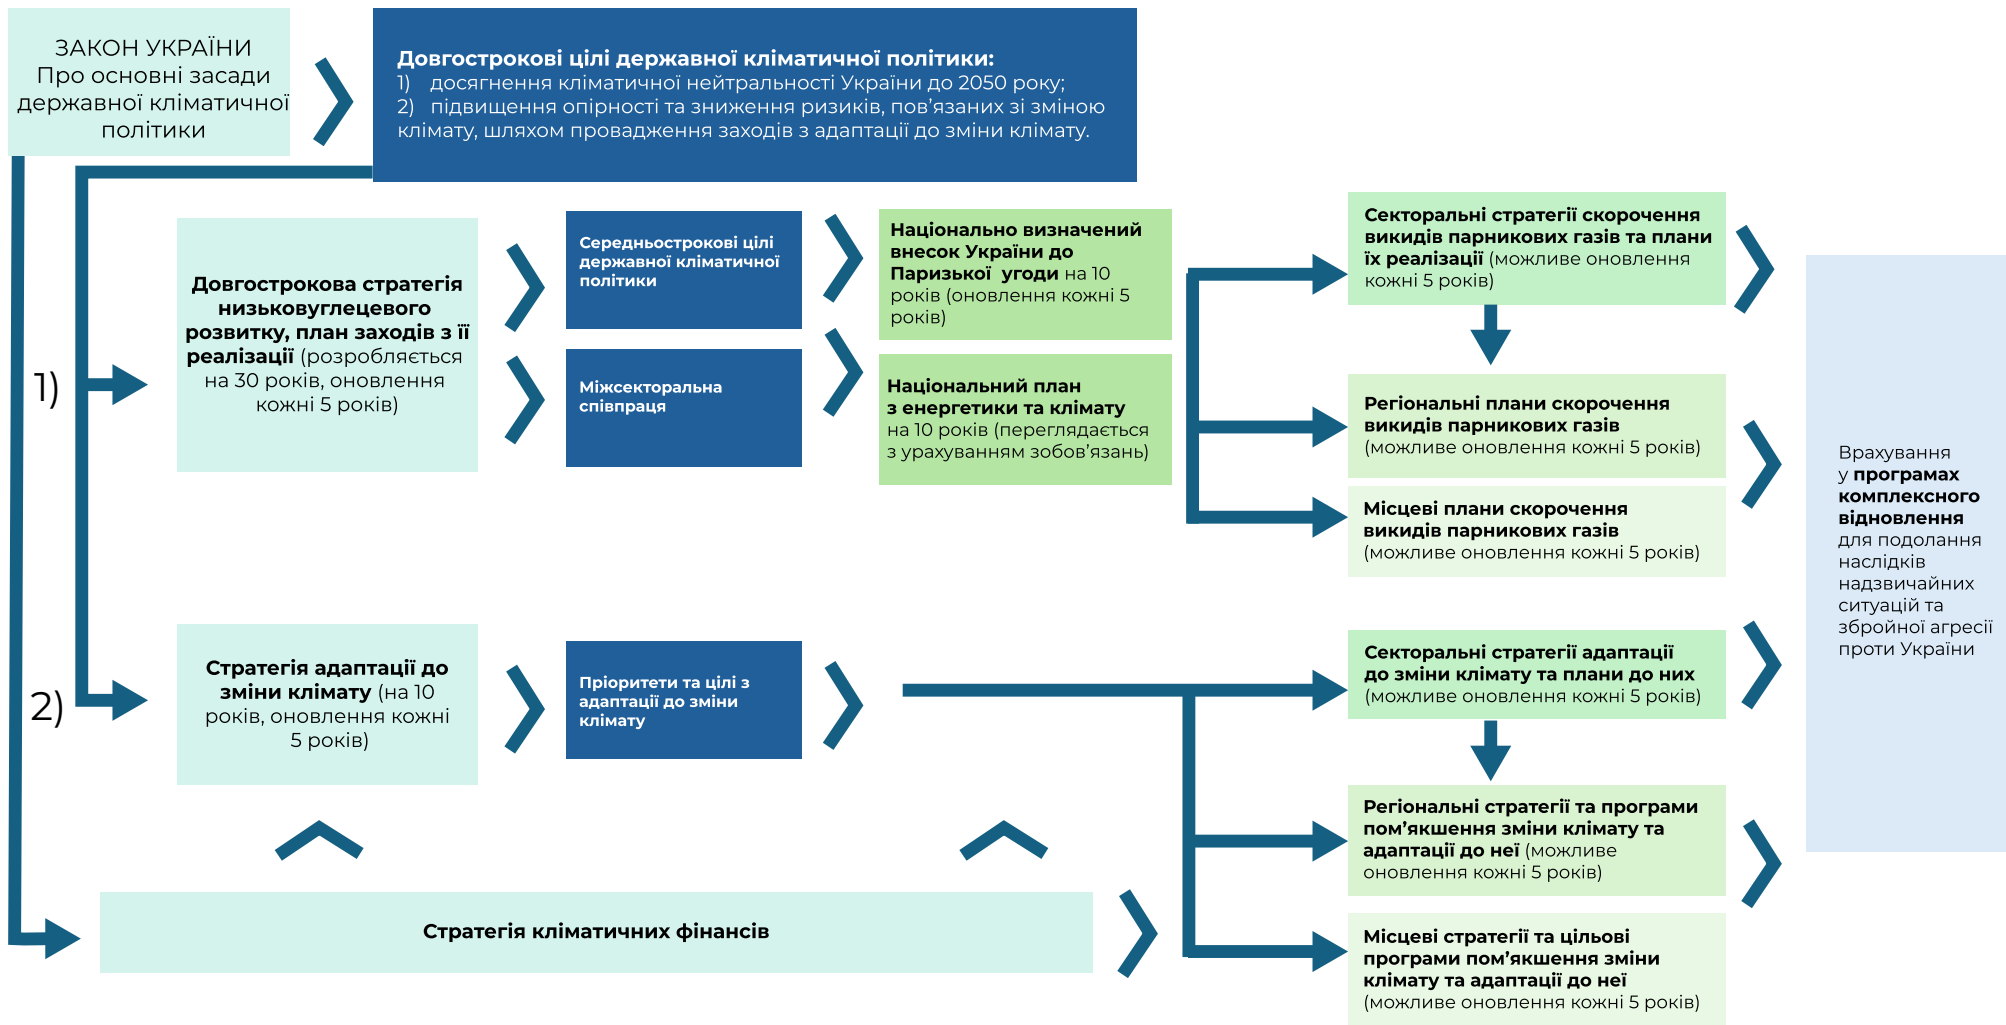 ЗАКОН УКРАЇНИ
Про основні засади
державної кліматичної
політики
Довгострокові цілі державної кліматичної політики:
1) досягнення кліматичної нейтральності України до 2050 року;
2) підвищення опірності та зниження ризиків, пов’язаних зі зміною
клімату, шляхом провадження заходів з адаптації до зміни клімату.
1)
Довгострокова стратегія
низьковуглецевого
розвитку, план заходів з її
реалізації (розробляється
на 30 років, оновлення
кожні 5 років)
Середньострокові цілі
державної кліматичної
політики
Міжсекторальна
співпраця
Національно визначений
внесок України до
Паризької угоди на 10
років (оновлення кожні 5
років)
Національний план
з енергетики та клімату
на 10 років (переглядається
з урахуванням зобов’язань)
Секторальні стратегії скорочення
викидів парникових газів та плани
їх реалізації (можливе оновлення
кожні 5 років)
Регіональні плани скорочення
викидів парникових газів
(можливе оновлення кожні 5 років)
Місцеві плани скорочення
викидів парникових газів
(можливе оновлення кожні 5 років)
2)
Стратегія адаптації до
зміни клімату (на 10
років, оновлення кожні
5 років)
Пріоритети та цілі з
адаптації до зміни
клімату
Секторальні стратегії адаптації
до зміни клімату та плани до них
(можливе оновлення кожні 5 років)
Регіональні стратегії та програми
пом’якшення зміни клімату та
адаптації до неї (можливе
оновлення кожні 5 років)
Місцеві стратегії та цільові
програми пом’якшення зміни
клімату та адаптації до неї
(можливе оновлення кожні 5 років)
Стратегія кліматичних фінансів
Врахування
у програмах
комплексного
відновлення
для подолання
наслідків
надзвичайних
ситуацій та
збройної агресії
проти України